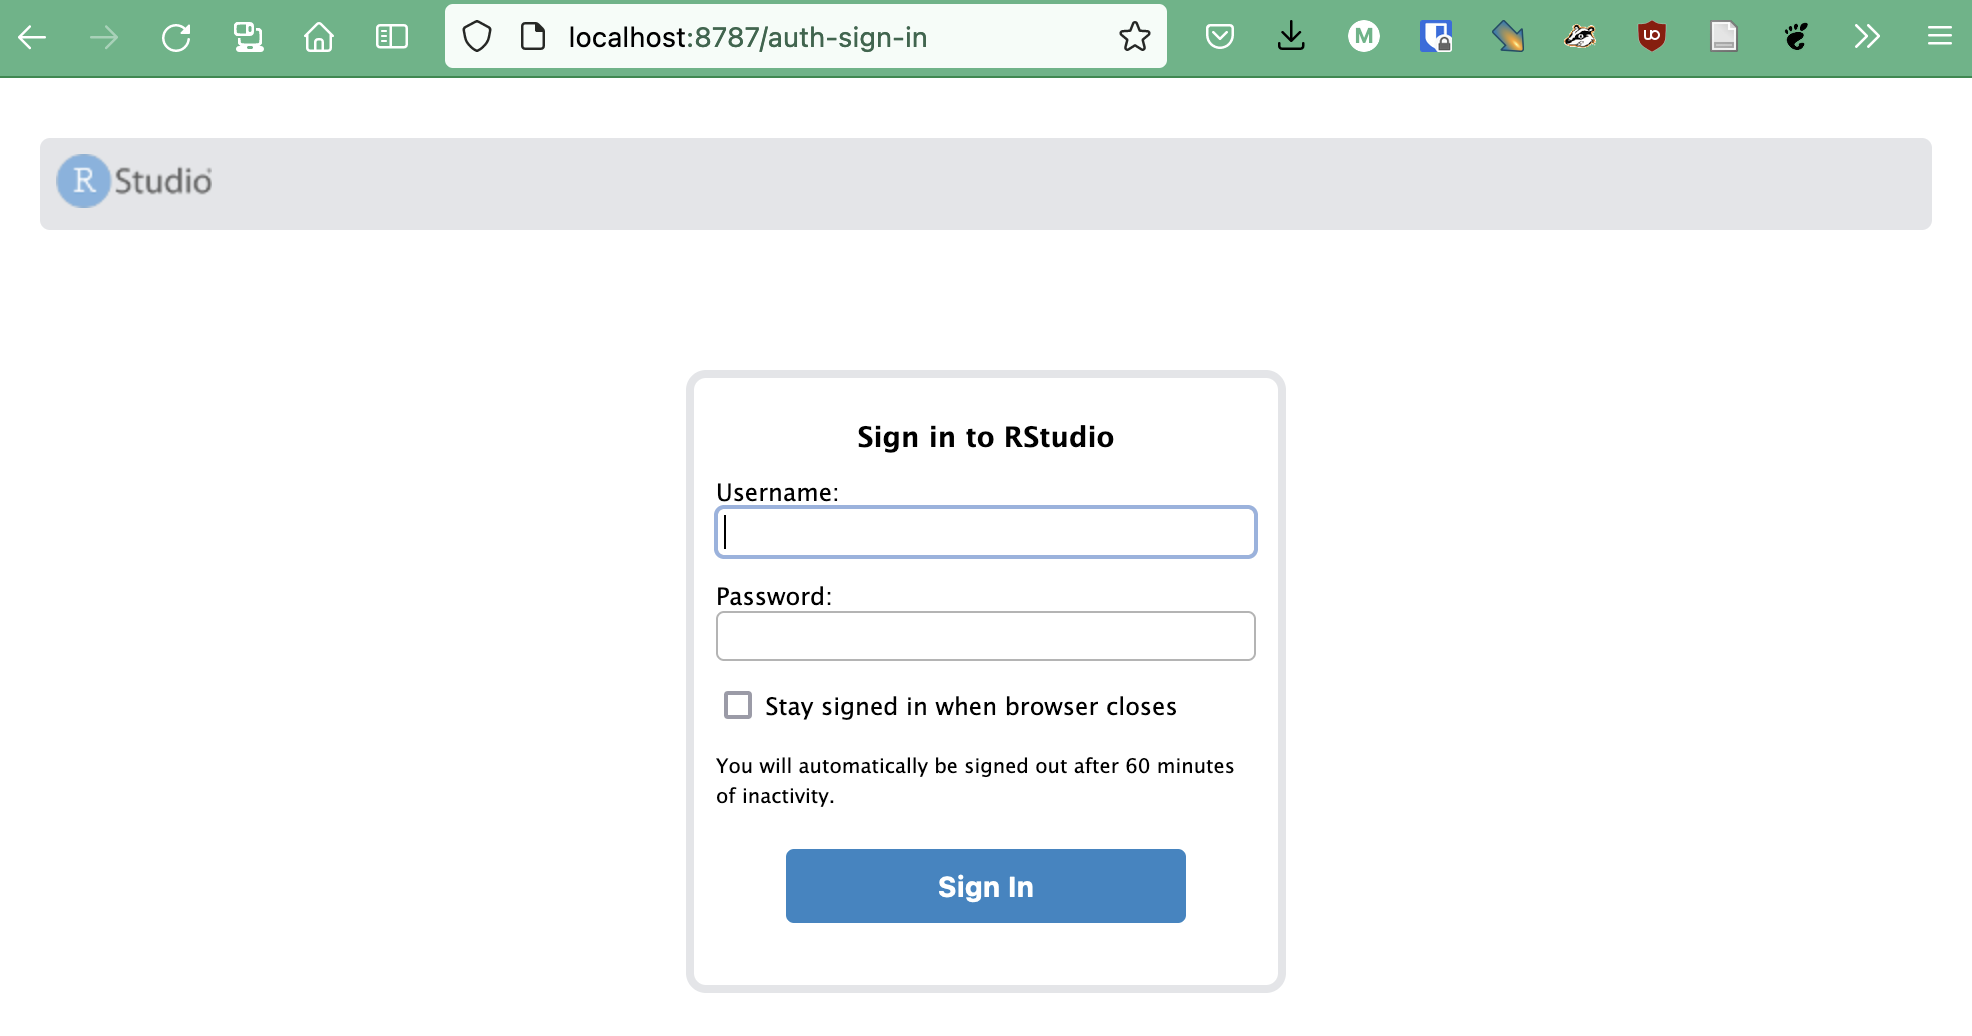 localhost:8787/auth-sign-in
M
UD
R Studio
Sign in to RStudio
Username:
Password:
Stay signed in when browser closes
You will automatically be signed out after 60 minutes
of inactivity.
Sign In